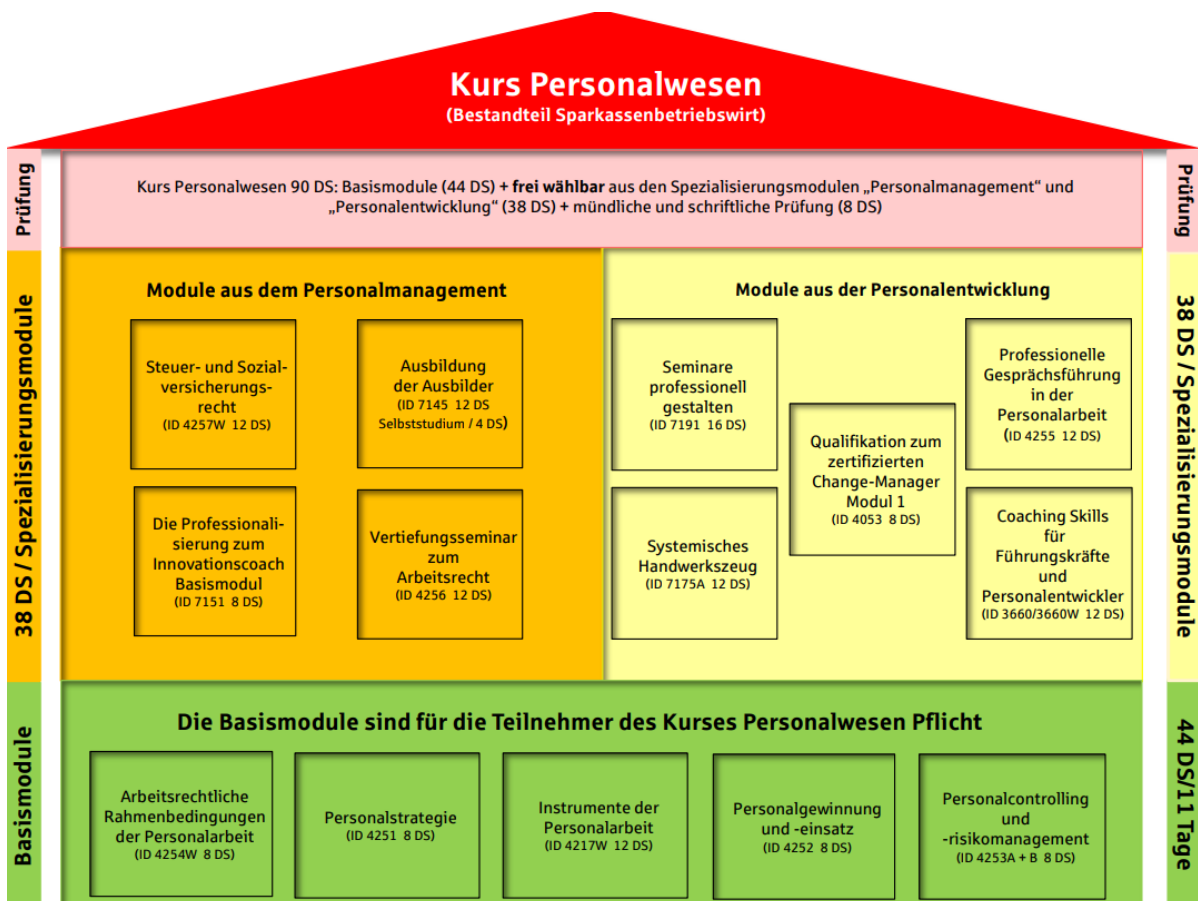 Kurs Personalwesen
(Bestandteil Sparkassenbetriebswirt)
Prüfung
Kurs Personalwesen 90 DS: Basismodule (44 DS) + frei wählbar aus den Spezialisierungsmodulen „Personalmanagement“ und
„Personalentwicklung“ (38 DS) + mündliche und schriftliche Prüfung (8 DS)
Prüfung
38 DS / Spezialisierungsmodule
Module aus dem Personalmanagement
Steuer- und Sozial-
versicherungs-
recht
(ID 4257W 12 DS)
Ausbildung
der Ausbilder
(ID 7145 12 DS
Selbststudium / 4 DS)
Die Professionali-
sierung zum
Innovationscoach
Basismodul
(ID 7151 8 DS)
Vertiefungsseminar
zum
Arbeitsrecht
(ID 4256 12 DS)
Module aus der Personalentwicklung
Seminare
professionell
gestalten
(ID 7191 16 DS)
Professionelle
Gesprächsführung
in der
Personalarbeit
(ID 4255 12 DS)
Qualifikation zum
zertifizierten
Change-Manager
Modul 1
(ID 4053 8 DS)
Systemisches
Handwerkszeug
(ID 7175A 12 DS)
Coaching Skills
für
Führungskräfte
und
Personalentwickler
(ID 3660/3660W 12 DS)
38 DS / Spezialisierungsmodule
Basismodule
Die Basismodule sind für die Teilnehmer des Kurses Personalwesen Pflicht
Arbeitsrechtliche
Rahmenbedingungen
der Personalarbeit
(ID 4254W 8 DS)
Personalstrategie
(ID 4251 8 DS)
Instrumente der
Personalarbeit
(ID 4217W 12 DS)
Personalgewinnung
und -einsatz
(ID 4252 8 DS)
Personalcontrolling
und
-risikomanagement
(ID 4253A + B 8 DS)
44 DS/11 Tage